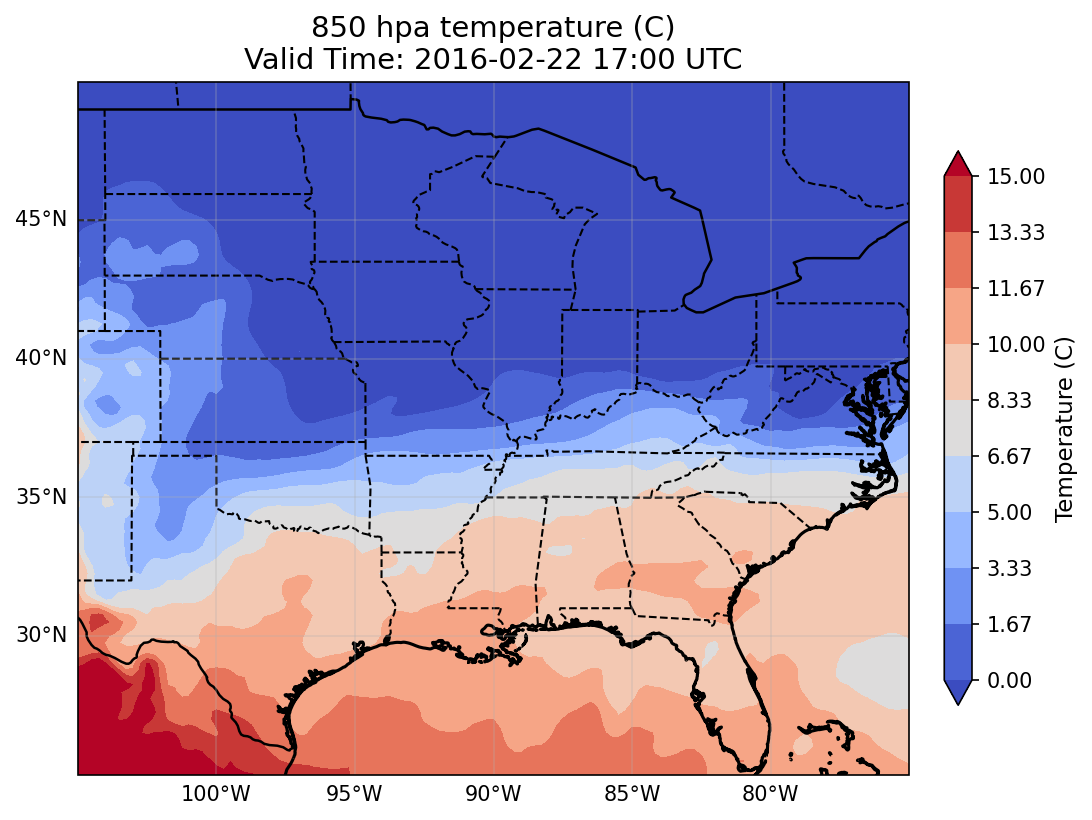 850 hpa temperature (C)
Valid Time: 2016-02-22 17:00 UTC
45°N
40°N
35°N
30°N
100°W
95°W
90°W
85°W
80°W
15.00
13.33
11.67
10.00
8.33
6.67
5.00
3.33
1.67
0.00
Temperature (C)